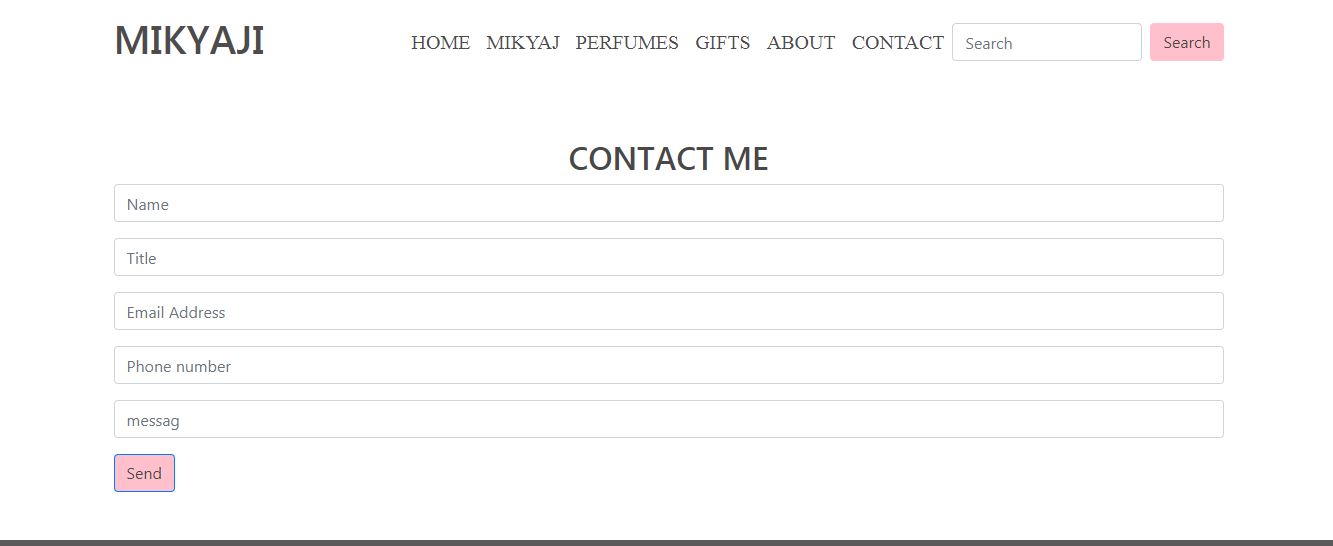 MIKYAJI HOME MIKYAJ PERFUMES GIFTS ABOUT CONTACT Search Search
CONTACT ME
Name
Title
Email Address
Phone number
messag
Send